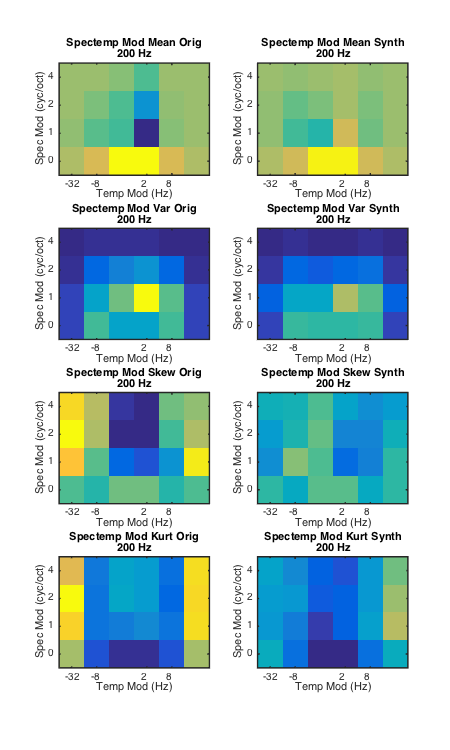 Spectemp Mod Mean Orig
200 Hz
Spec Mod (cyc/oct)
4
2
1
0
-32 -8 2 8
Temp Mod (Hz)
Spectemp Mod Mean Synth
200 Hz
Spec Mod (cyc/oct)
4
2
1
0
-32 -8 2 8
Temp Mod (Hz)
Spectemp Mod Var Orig
200 Hz
Spec Mod (cyc/oct)
4
2
1
0
-32 -8 2 8
Temp Mod (Hz)
Spectemp Mod Var Synth
200 Hz
Spec Mod (cyc/oct)
4
2
1
0
-32 -8 2 8
Temp Mod (Hz)
Spectemp Mod Skew Orig
200 Hz
Spec Mod (cyc/oct)
4
2
1
0
-32 -8 2 8
Temp Mod (Hz)
Spectemp Mod Skew Synth
200 Hz
Spec Mod (cyc/oct)
4
2
1
0
-32 -8 2 8
Temp Mod (Hz)
Spectemp Mod Kurt Orig
200 Hz
Spec Mod (cyc/oct)
4
2
1
0
-32 -8 2 8
Temp Mod (Hz)
Spectemp Mod Kurt Synth
200 Hz
Spec Mod (cyc/oct)
4
2
1
0
-32 -8 2 8
Temp Mod (Hz)